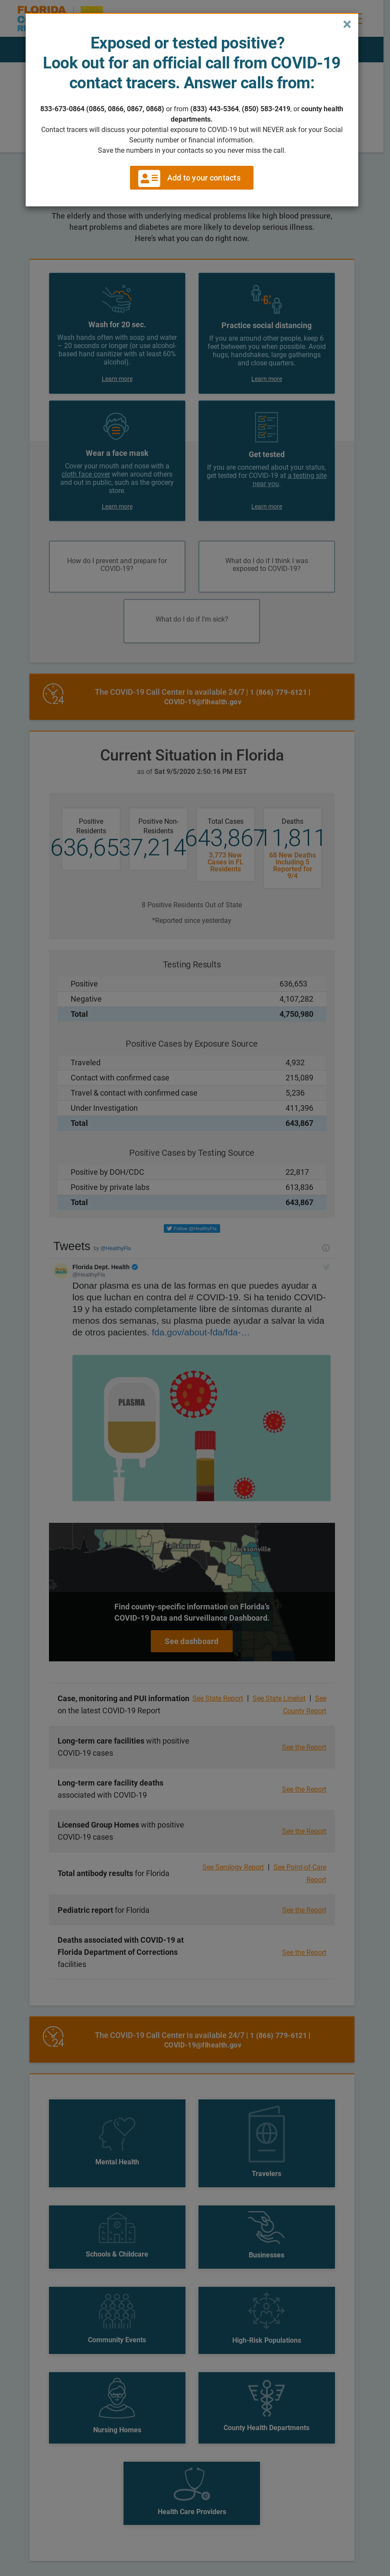 FLORIDA
×
Exposed or tested positive?
Look out for an official call from COVID-19
contact tracers. Answer calls from:
833-673-0864 (0865, 0866, 0867, 0868) or from (833) 443-5364, (850) 583-2419, or county health
departments.
Contact tracers will discuss your potential exposure to COVID-19 but will NEVER ask for your Social
Security number or financial information.
Save the numbers in your contacts so you never miss the call.
Add to your contacts
The elderly and those with underlying medical problems like high blood pressure,
heart problems and diabetes are more likely to develop serious illness.
Here's what you can do right now.
Wash for 20 sec.
Wash hands often with soap and water
– 20 seconds or longer (or use alcohol-
based hand sanitizer with at least 60%
alcohol).
Learn more
6'
Practice social distancing
If you are around other people, keep 6
feet between you when possible. Avoid
hugs, handshakes, large gatherings
and close quarters.
Learn more
Wear a face mask
Cover your mouth and nose with a
cloth face cover when around others
and out in public, such as the grocery
store.
Learn more
Get tested
If you are concerned about your status,
get tested for COVID-19 at a testing site
near you
Learn more
How do I prevent and prepare for
COVID-19?
What do I do if I think I was
exposed to COVID-19?
What do I do if I'm sick?
24
The COVID-19 Call Center is available 24/7 | 1 (866) 779-6121 |
COVID-19@flhealth.gov
Current Situation in Florida
as of Sat 9/5/2020 2:50:16 PM EST
Positive
Residents
636,653
Positive Non-
Residents
7,214
Total Cases
643,867
3,773 New
Cases in FL
Residents
Deaths
11,811
68 New Deaths
including 5
Reported for
9/4
8 Positive Residents Out of State
*Reported since yesterday
Testing Results
Positive 636,653
Negative 4,107,282
Total 4,750,980
Positive Cases by Exposure Source
Traveled 4,932
Contact with confirmed case 215,089
Travel & contact with confirmed case 5,236
Under Investigation 411,396
Total 643,867
Positive Cases by Testing Source
Positive by DOH/CDC 22,817
Positive by private labs 613,836
Total 643,867
Follow @HealthyFla
Tweets by @HealthyFla
Florida Dept. Health
@HealthyFla
Donar plasma es una de las formas en que puedes ayudar a
los que luchan en contra del # COVID-19. Si ha tenido COVID-
19 y ha estado completamente libre de síntomas durante al
menos dos semanas, su plasma puede ayudar a salvar la vida
de otros pacientes. fda.gov/about-fda/fda-…
PLASMA
Tallahassee
Jacksonville
Find county-specific information on Florida's
COVID-19 Data and Surveillance Dashboard.
See dashboard
Case, monitoring and PUI information
on the latest COVID-19 Report
See State Report | See State Linelist | See
County Report
Long-term care facilities with positive
COVID-19 cases
See the Report
Long-term care facility deaths
associated with COVID-19
See the Report
Licensed Group Homes with positive
COVID-19 cases
See the Report
Total antibody results for Florida
See Serology Report | See Point-of-Care
Report
Pediatric report for Florida
See the Report
Deaths associated with COVID-19 at
Florida Department of Corrections
facilities
See the Report
24
The COVID-19 Call Center is available 24/7 | 1 (866) 779-6121 |
COVID-19@flhealth.gov
Mental Health
Travelers
Schools & Childcare
Businesses
Community Events
High-Risk Populations
Nursing Homes
County Health Departments
Health Care Providers